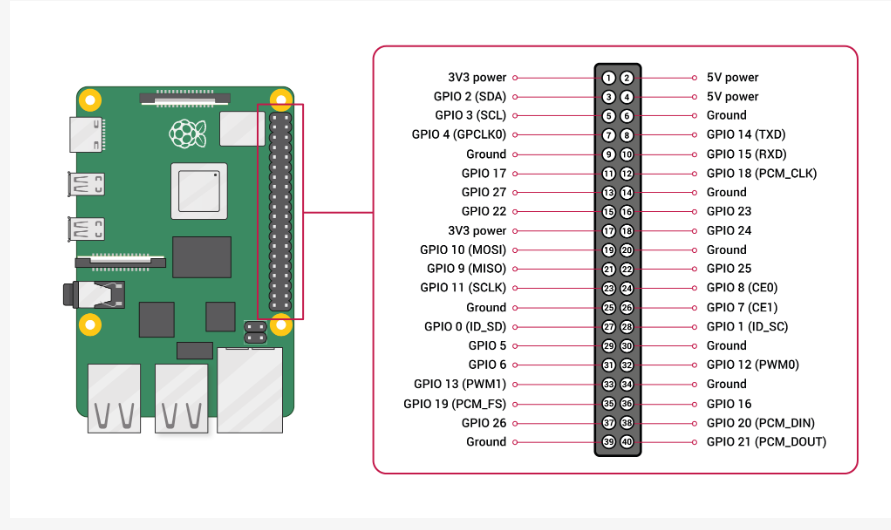 3V3 power 1 2 5V power
GPIO 2 (SDA) 3 4 5V power
GPIO 3 (SCL) 5 6 Ground
GPIO 4 (GPCLK0) 7 8 GPIO 14 (TXD)
Ground 9 10 GPIO 15 (RXD)
GPIO 17 11 12 GPIO 18 (PCM_CLK)
GPIO 27 13 14 Ground
GPIO 22 15 16 GPIO 23
3V3 power 17 18 GPIO 24
GPIO 10 (MOSI) 19 20 Ground
GPIO 9 (MISO) 21 22 GPIO 25
GPIO 11 (SCLK) 23 24 GPIO 8 (CE0)
Ground 25 26 GPIO 7 (CE1)
GPIO 0 (ID_SD) 27 28 GPIO 1 (ID_SC)
GPIO 5 29 30 Ground
GPIO 6 31 32 GPIO 12 (PWM0)
GPIO 13 (PWM1) 33 34 Ground
GPIO 19 (PCM_FS) 35 36 GPIO 16
GPIO 26 37 38 GPIO 20 (PCM_DIN)
Ground 39 40 GPIO 21 (PCM_DOUT)